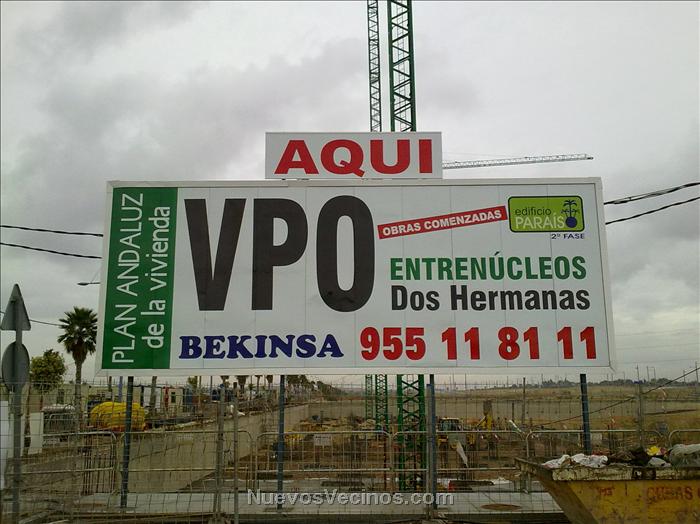 AQUI
PLAN ANDALUZ
de la vivienda
VPO
OBRAS COMENZADAS
edificio
PARAÍSO
2ª FASE
ENTRENÚCLEOS
Dos Hermanas
BEKINSA
955 11 81 11
CUBAS
NuevosVecinos.com